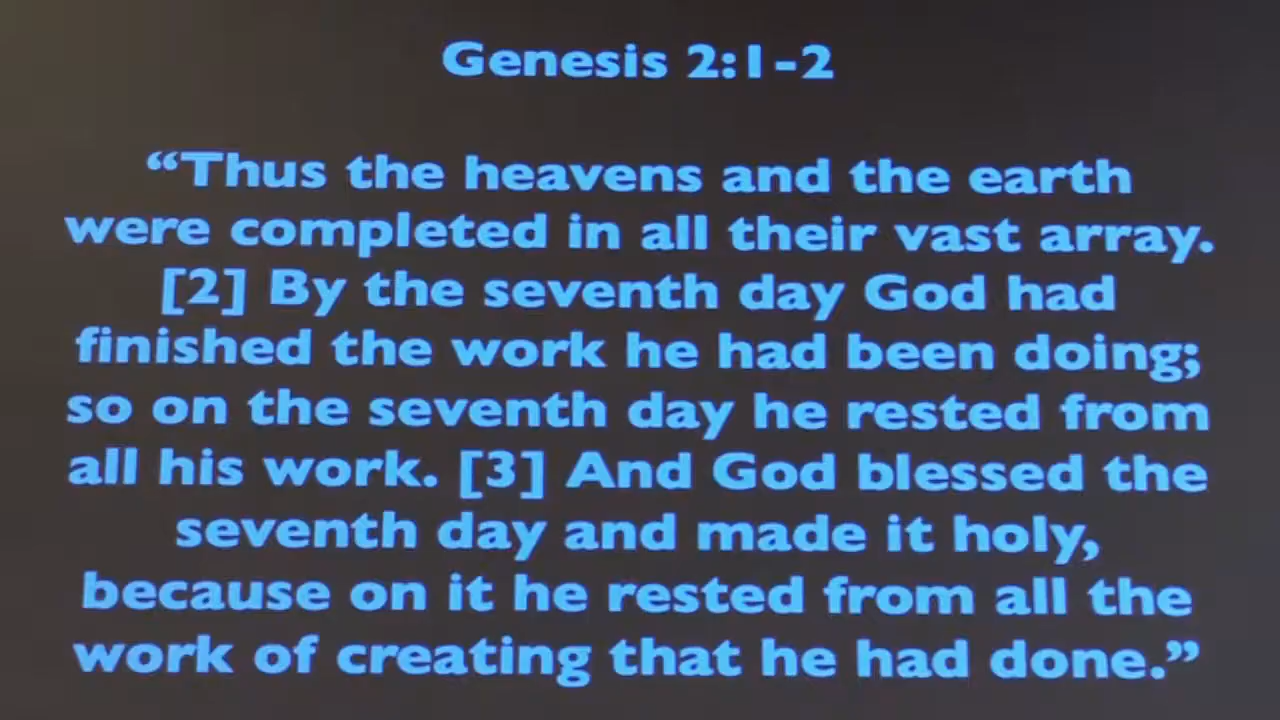 Genesis 2:1-2
“Thus the heavens and the earth
were completed in all their vast array.
[2] By the seventh day God had
finished the work he had been doing;
so on the seventh day he rested from
all his work. [3] And God blessed the
seventh day and made it holy,
because on it he rested from all the
work of creating that he had done.”